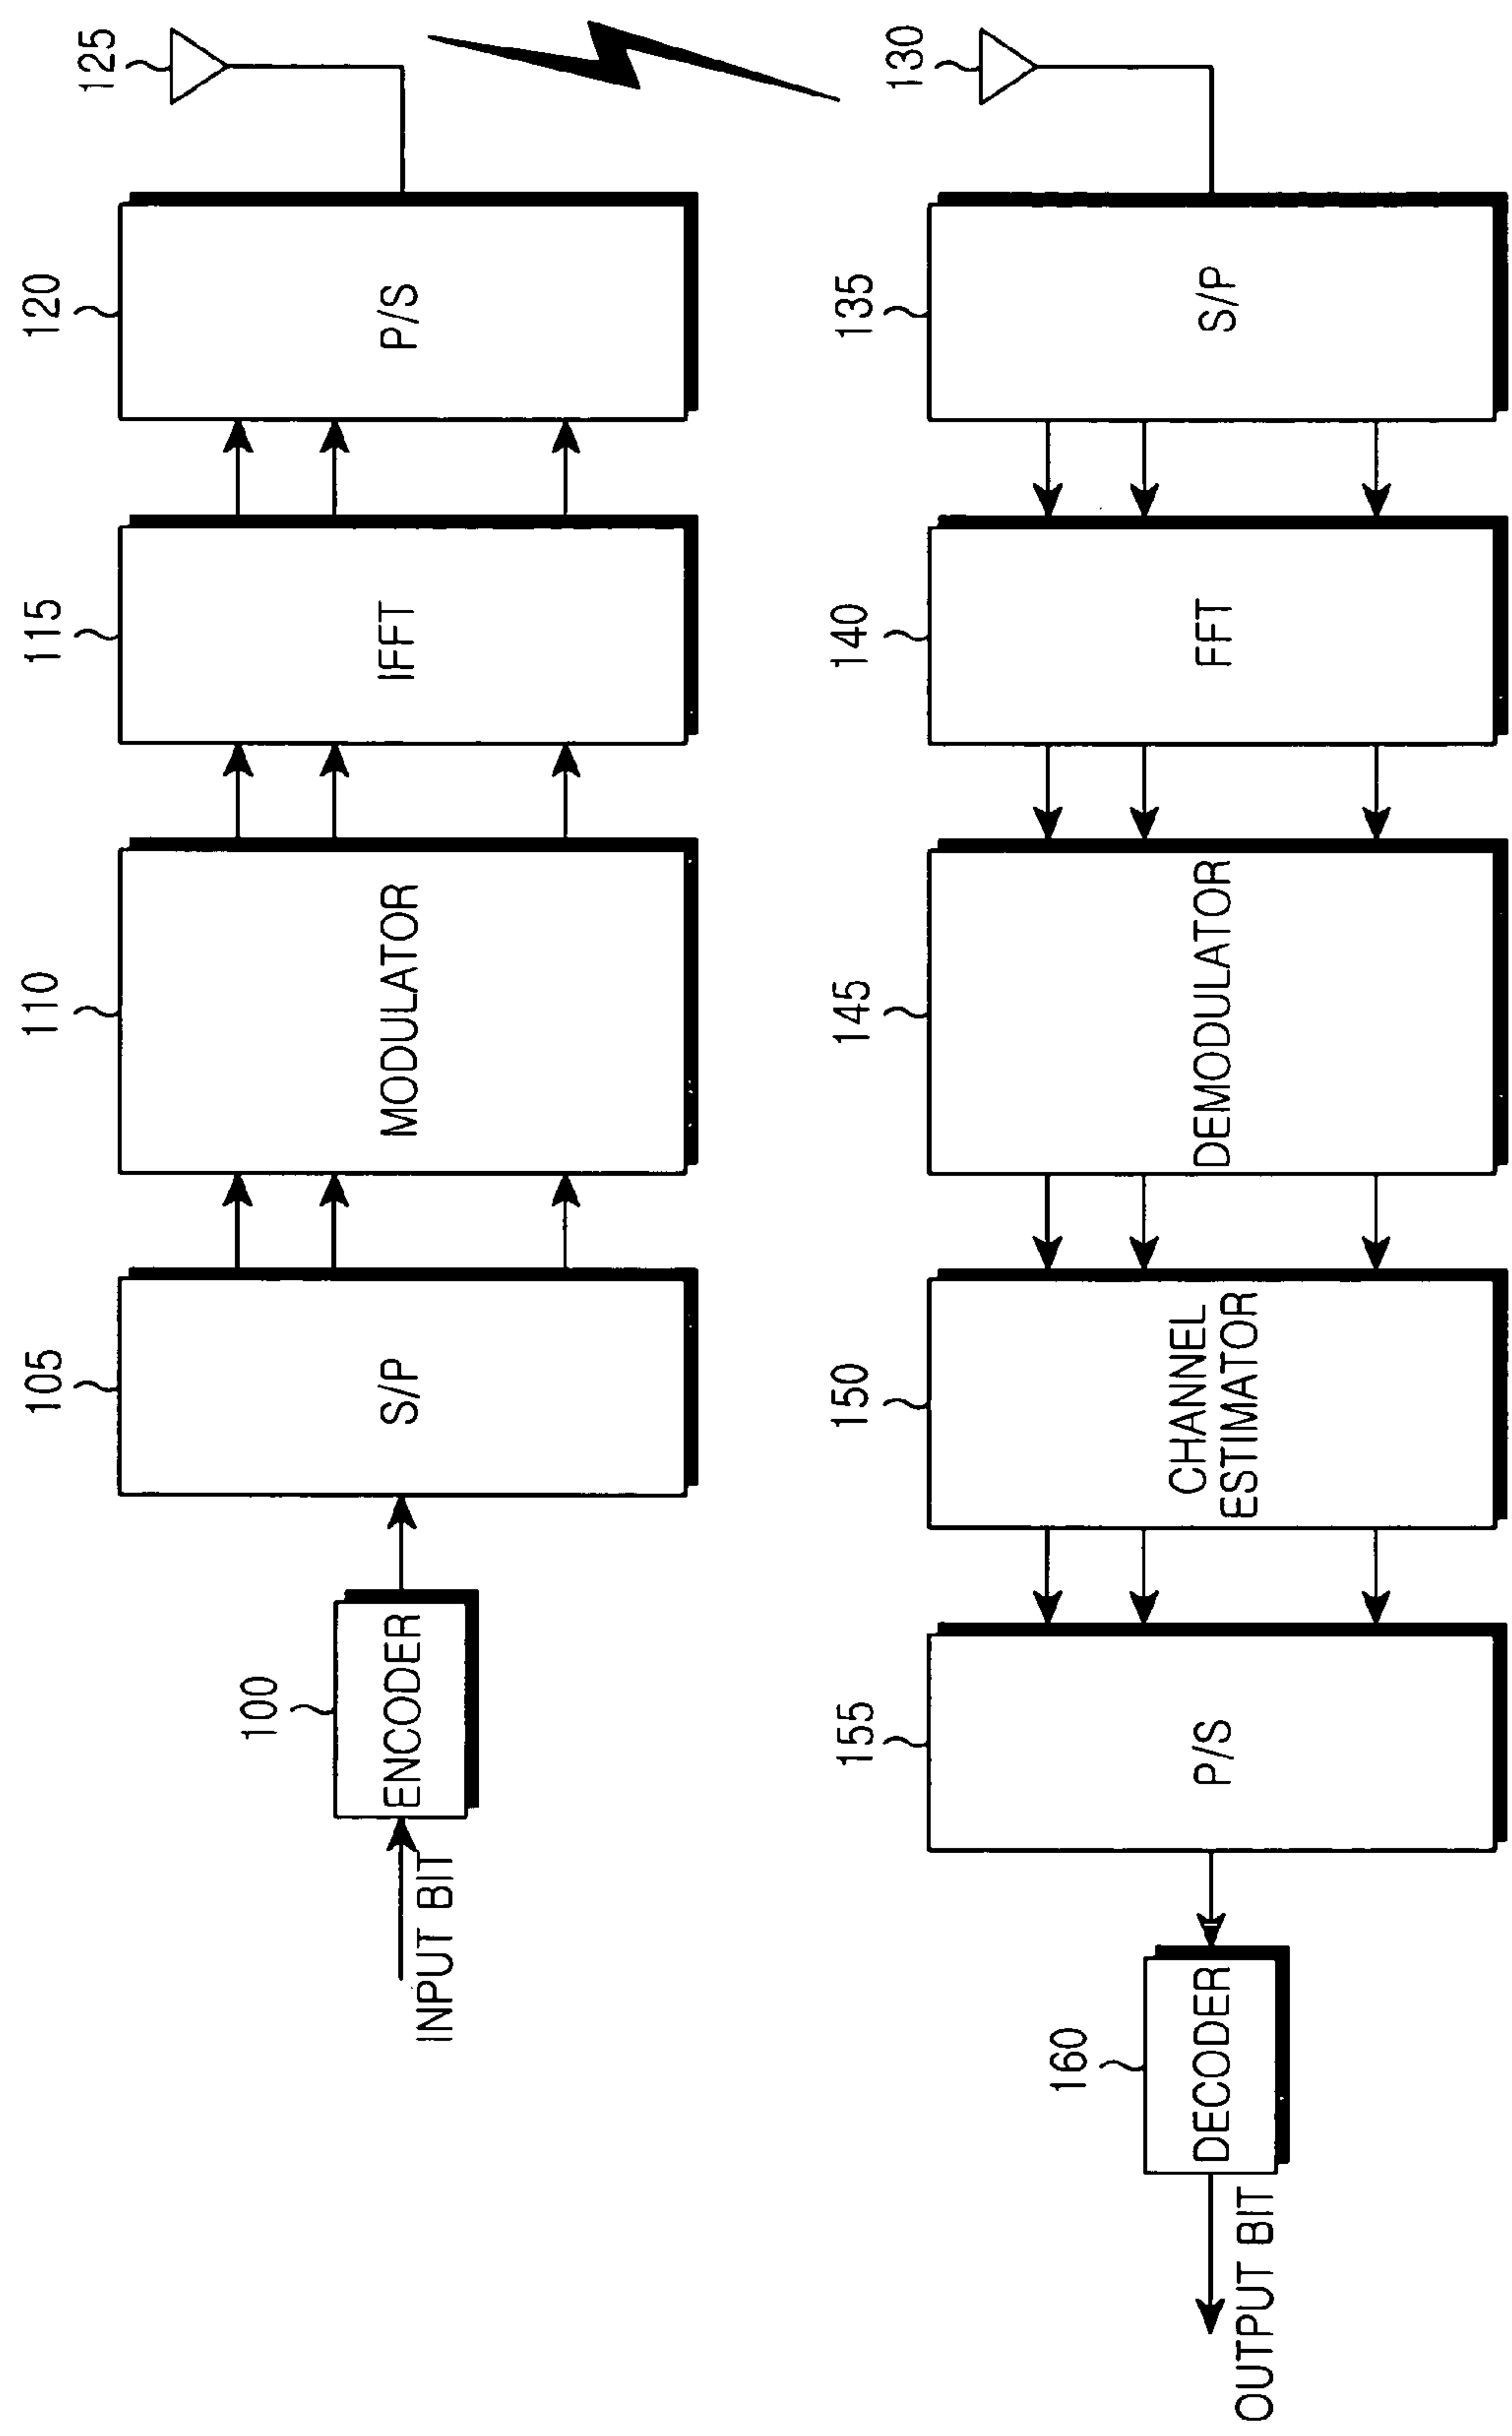 INPUT BIT
100
ENCODER
105
S/P
110
MODULATOR
115
IFFT
120
P/S
125
OUTPUT BIT
160
DECODER
155
P/S
150
CHANNEL
ESTIMATOR
145
DEMODULATOR
140
FFT
135
S/P
130